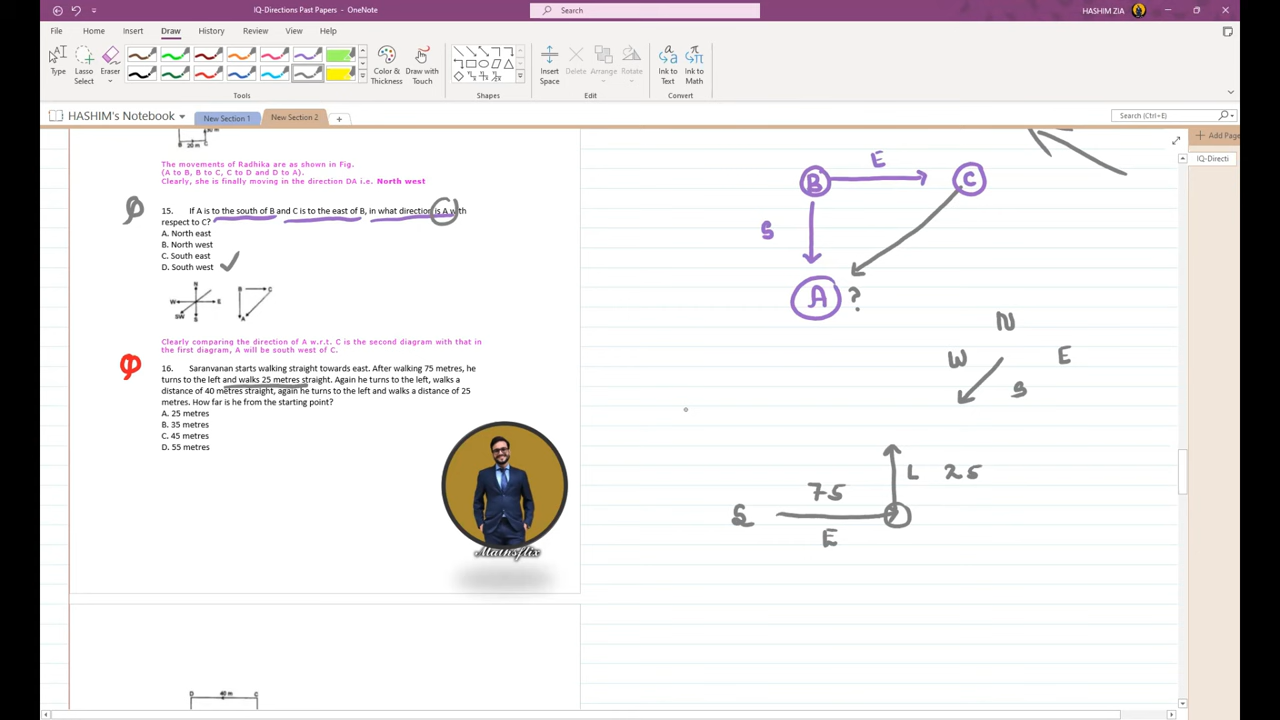 IQ-Directions Past Papers - OneNote
Search
HASHIM ZIA
File
Home
Insert
Draw
History
Review
View
Help
Type
Lasso Select
Eraser
Color & Thickness
Draw with Touch
Insert Space
Delete
Arrange
Rotate
Ink to Text
Ink to Math
Tools
Shapes
Edit
Convert
HASHIM's Notebook
New Section 1
New Section 2
Search (Ctrl+E)
Add Page
IQ-Directi
B 20 m C
The movements of Radhika are as shown in Fig.
(A to B, B to C, C to D and D to A).
Clearly, she is finally moving in the direction DA i.e. North west
15. If A is to the south of B and C is to the east of B, in what direction is A with
respect to C?
A. North east
B. North west
C. South east
D. South west
N
W E
SW S
B C
A
Clearly comparing the direction of A w.r.t. C is the second diagram with that in
the first diagram, A will be south west of C.
16. Saranvanan starts walking straight towards east. After walking 75 metres, he
turns to the left and walks 25 metres straight. Again he turns to the left, walks a
distance of 40 metres straight, again he turns to the left and walks a distance of 25
metres. How far is he from the starting point?
A. 25 metres
B. 35 metres
C. 45 metres
D. 55 metres
Mainsflix
D 40 m C
B E C
S
A ?
N
W E
S
75 L 25
S
E